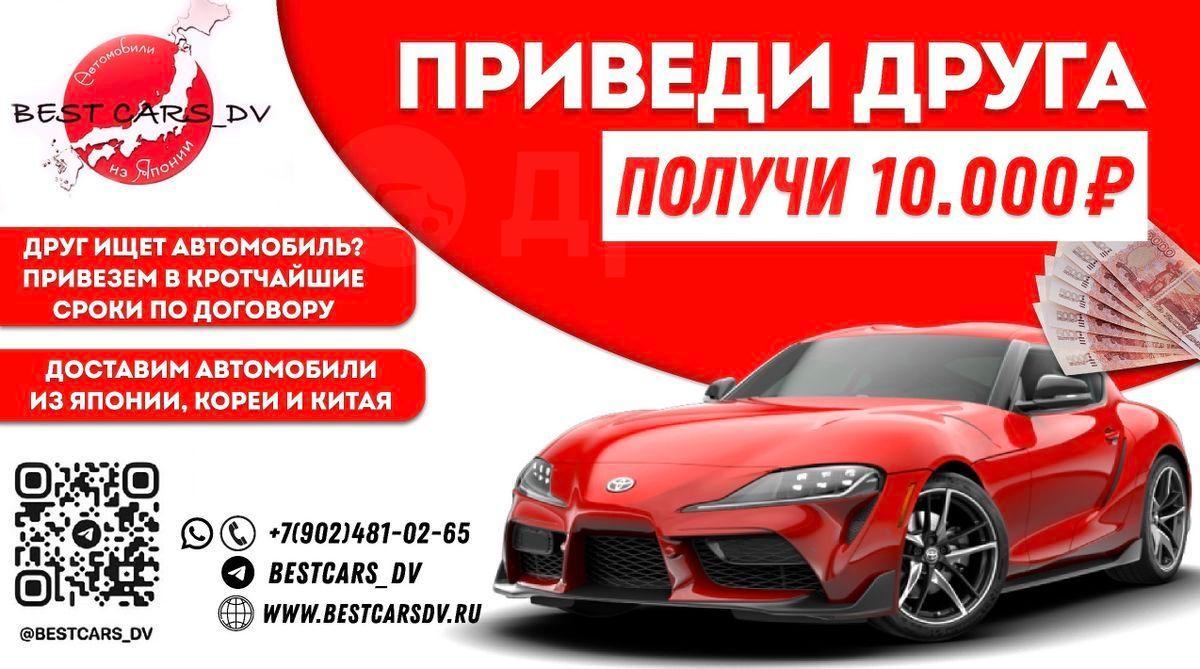 Автомобили
BEST CARS_DV
из Японии
ПРИВЕДИ ДРУГА
ПОЛУЧИ 10.000₽
ДРУГ ИЩЕТ АВТОМОБИЛЬ?
ПРИВЕЗЕМ В КРОТЧАЙШИЕ
СРОКИ ПО ДОГОВОРУ
ДОСТАВИМ АВТОМОБИЛИ
ИЗ ЯПОНИИ, КОРЕИ И КИТАЯ
+7(902)481-02-65
BESTCARS_DV
WWW.BESTCARSDV.RU
@BESTCARS_DV